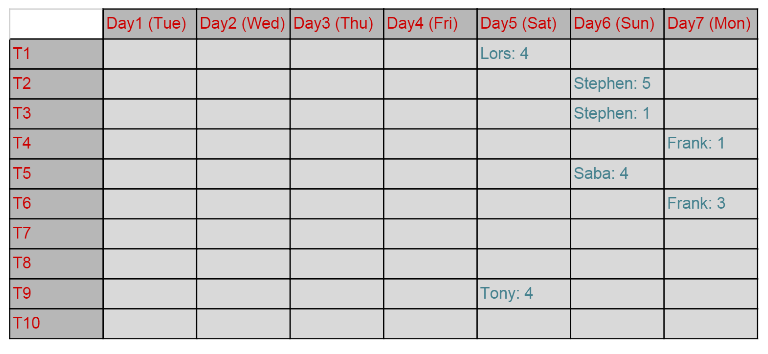 Day1 (Tue) Day2 (Wed) Day3 (Thu) Day4 (Fri) Day5 (Sat) Day6 (Sun) Day7 (Mon)
T1 Lors: 4
T2 Stephen: 5
T3 Stephen: 1
T4 Frank: 1
T5 Saba: 4
T6 Frank: 3
T7
T8
T9 Tony: 4
T10